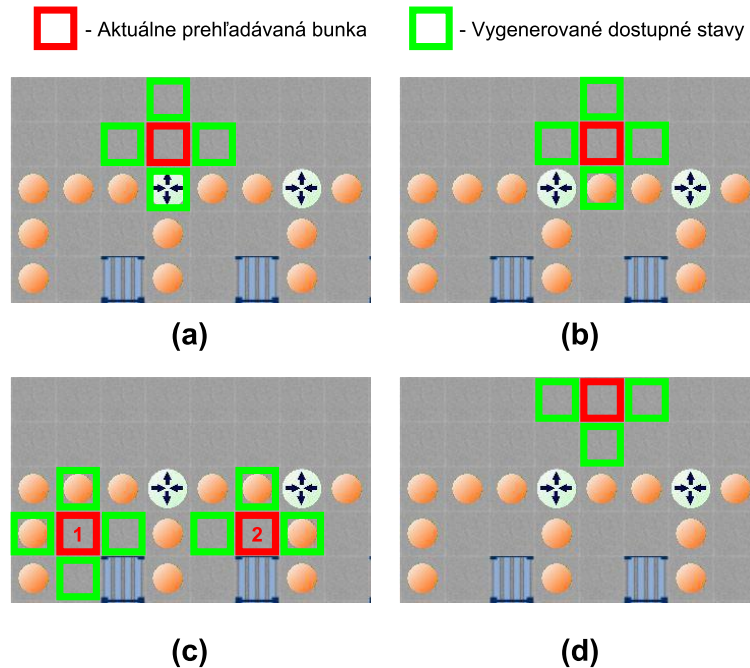 - Aktuálne prehľadávaná bunka
- Vygenerované dostupné stavy
(a)
(b)
1
2
(c)
(d)